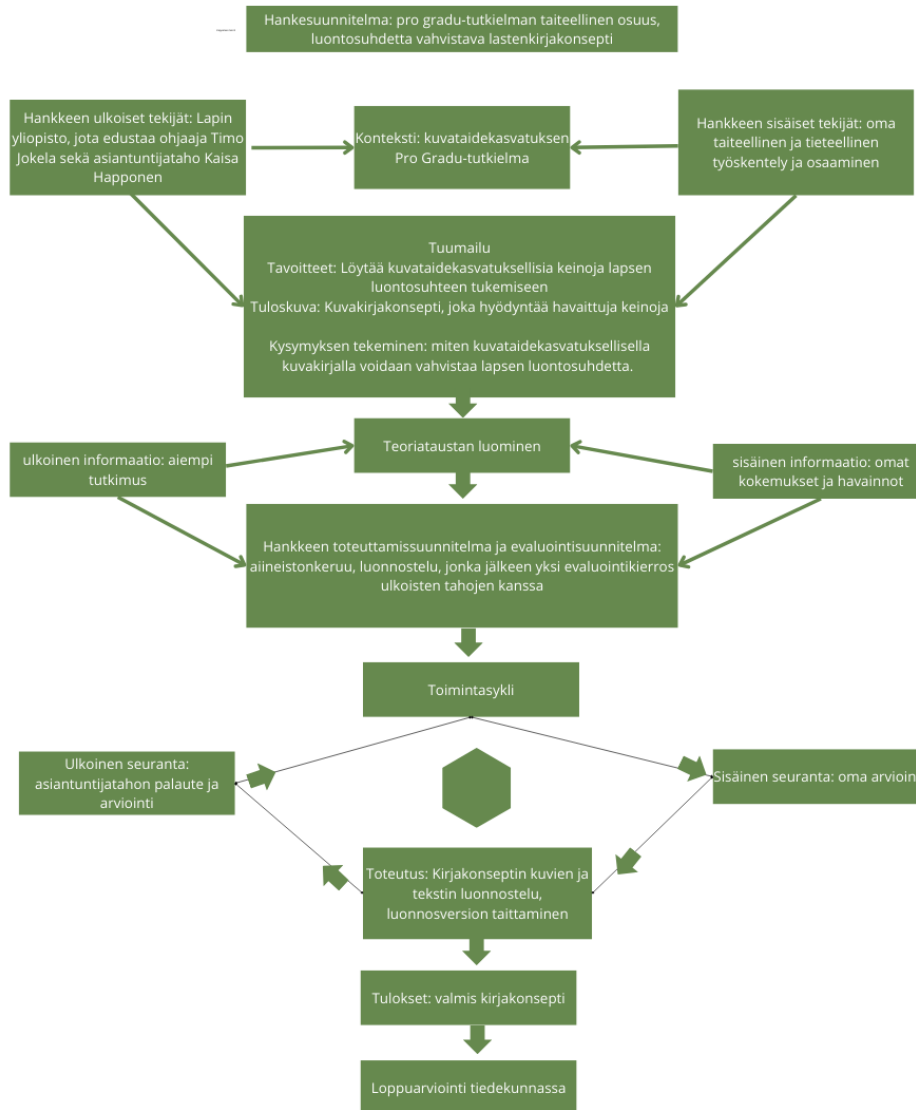 Hankesuunnitelma: pro gradu-tutkielman taiteellinen osuus,
luontosuhdetta vahvistava lastenkirjakonsepti
Hankkeen ulkoiset tekijät: Lapin
yliopisto, jota edustaa ohjaaja Timo
Jokela sekä asiantuntijataho Kaisa
Happonen
Konteksti: kuvataidekasvatuksen
Pro Gradu-tutkielma
Hankkeen sisäiset tekijät: oma
taiteellinen ja tieteellinen
työskentely ja osaaminen
Tuumailu
Tavoitteet: Löytää kuvataidekasvatuksellisia keinoja lapsen
luontosuhteen tukemiseen
Tuloskuva: Kuvakirjakonsepti, joka hyödyntää havaittuja keinoja
Kysymyksen tekeminen: miten kuvataidekasvatuksellisella
kuvakirjalla voidaan vahvistaa lapsen luontosuhdetta.
Teoriataustan luominen
ulkoinen informaatio: aiempi
tutkimus
sisäinen informaatio: omat
kokemukset ja havainnot
Hankkeen toteuttamissuunnitelma ja evaluointisuunnitelma:
aiineistonkeruu, luonnostelu, jonka jälkeen yksi evaluointikierros
ulkoisten tahojen kanssa
Toimintasykli
Ulkoinen seuranta:
asiantuntijatahon palaute ja
arviointi
Sisäinen seuranta: oma arvioin
Toteutus: Kirjakonseptin kuvien ja
tekstin luonnostelu,
luonnosversion taittaminen
Tulokset: valmis kirjakonsepti
Loppuarviointi tiedekunnassa